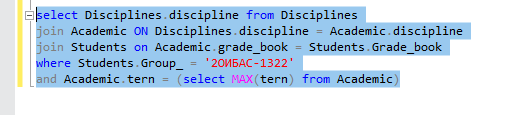 select Disciplines.discipline from Disciplines
join Academic ON Disciplines.discipline = Academic.discipline
join Students on Academic.grade_book = Students.Grade_book
where Students.Group_ = '2ОИБАС-1322'
and Academic.tern = (select MAX(tern) from Academic)